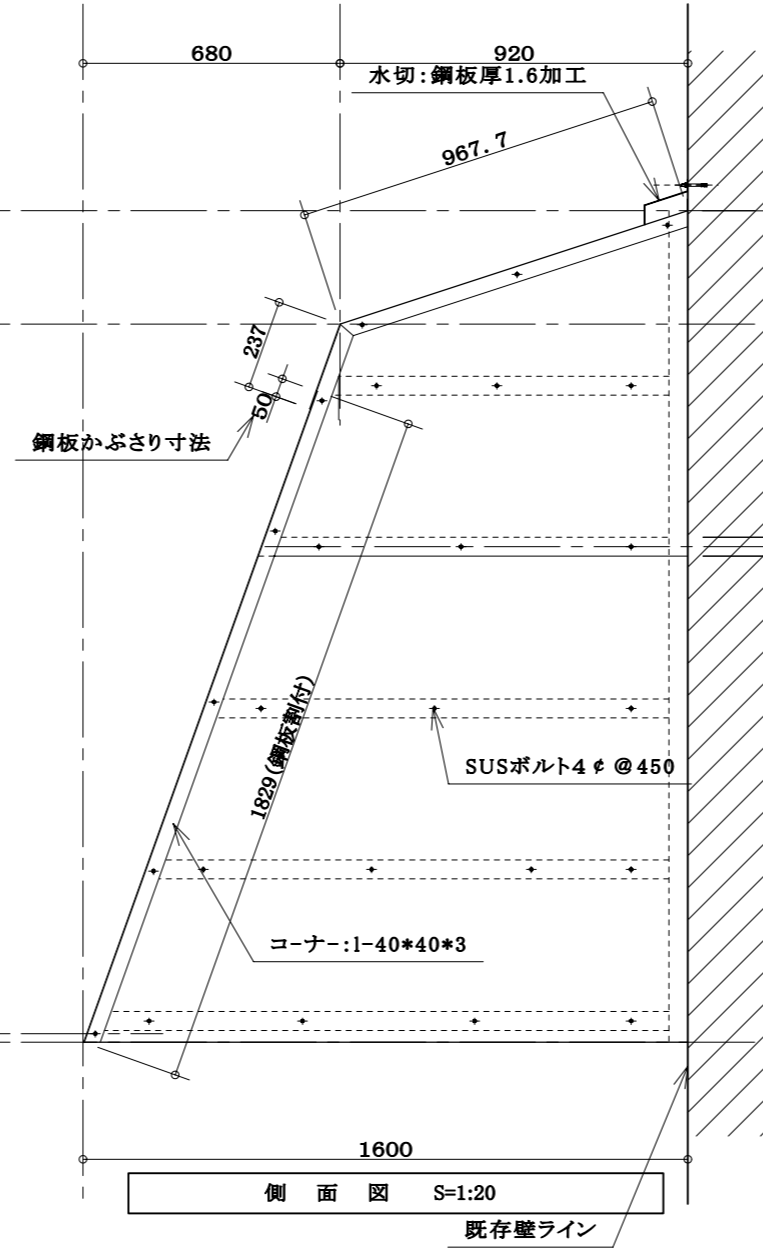 680
920
水切:鋼板厚1.6加工
967.7
237
50
鋼板かぶさり寸法
1829(鋼板割付)
SUSボルト4¢@450
コーナー:l-40*40*3
1600
側 面 図 S=1:20
既存壁ライン